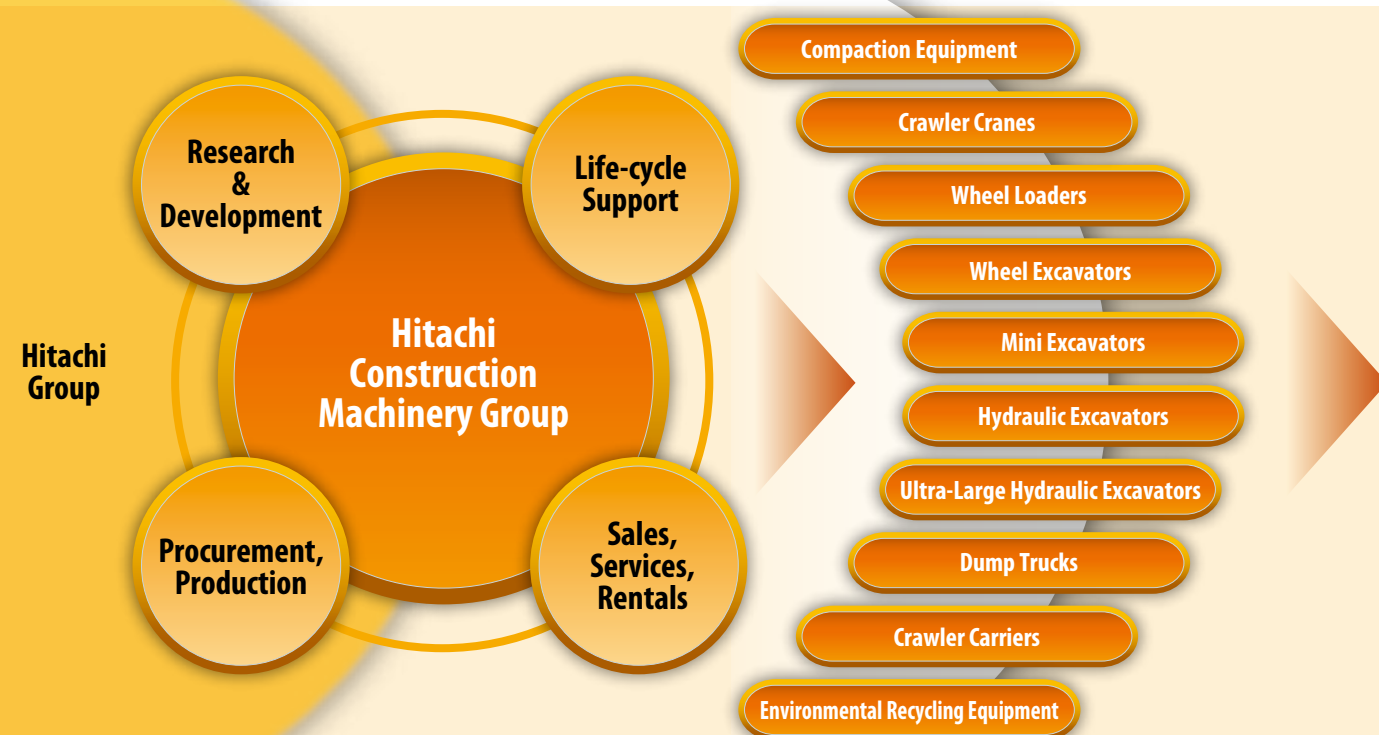 Hitachi
Group
Research
&
Development
Life-cycle
Support
Hitachi
Construction
Machinery Group
Procurement,
Production
Sales,
Services,
Rentals
Compaction Equipment
Crawler Cranes
Wheel Loaders
Wheel Excavators
Mini Excavators
Hydraulic Excavators
Ultra-Large Hydraulic Excavators
Dump Trucks
Crawler Carriers
Environmental Recycling Equipment